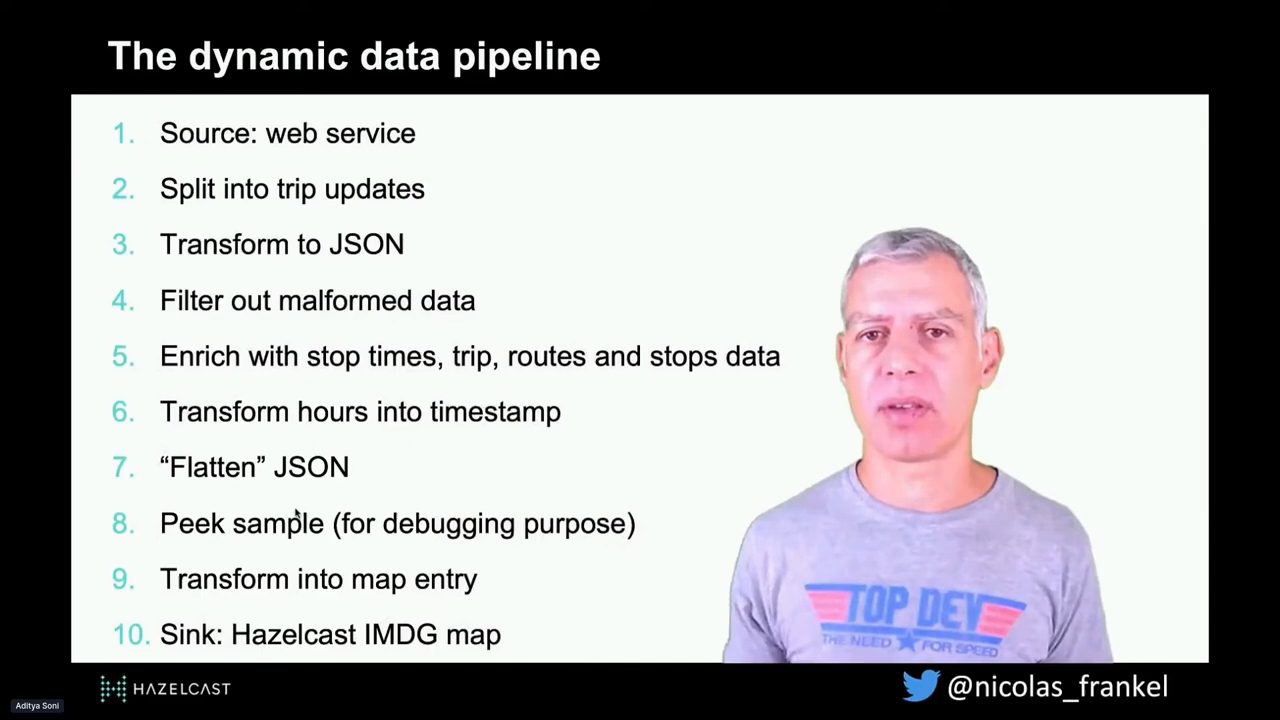 The dynamic data pipeline
1. Source: web service
2. Split into trip updates
3. Transform to JSON
4. Filter out malformed data
5. Enrich with stop times, trip, routes and stops data
6. Transform hours into timestamp
7. “Flatten” JSON
8. Peek sample (for debugging purpose)
9. Transform into map entry
10. Sink: Hazelcast IMDG map
TOP DEV
THE NEED FOR SPEED
HAZELCAST
@nicolas_frankel
Aditya Soni